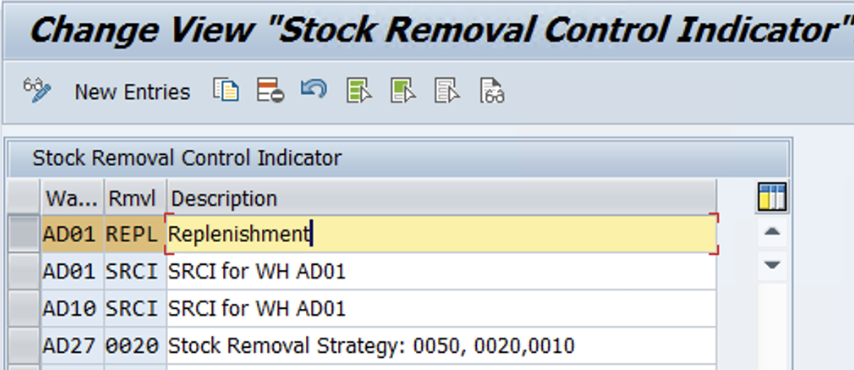 Change View "Stock Removal Control Indicator"
New Entries
Stock Removal Control Indicator
Wa... Rmvl Description
AD01 REPL Replenishment
AD01 SRCI SRCI for WH AD01
AD10 SRCI SRCI for WH AD01
AD27 0020 Stock Removal Strategy: 0050, 0020,0010